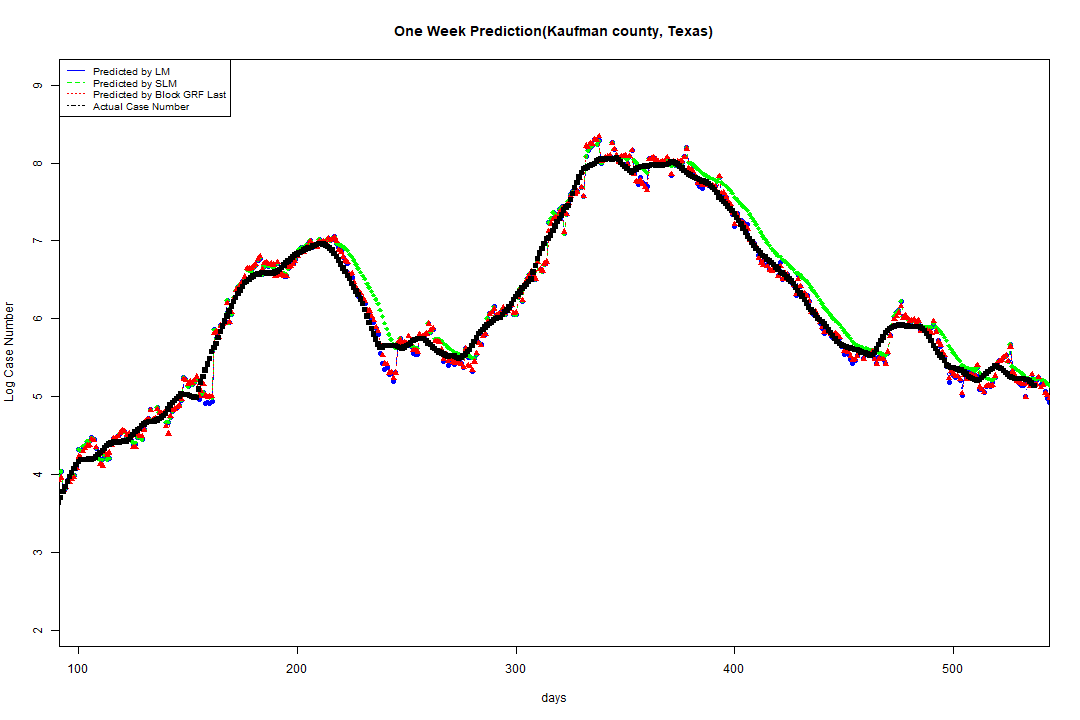 One Week Prediction(Kaufman county, Texas)
Predicted by LM
Predicted by SLM
Predicted by Block GRF Last
Actual Case Number
9
8
7
6
5
4
3
2
Log Case Number
100 200 300 400 500
days